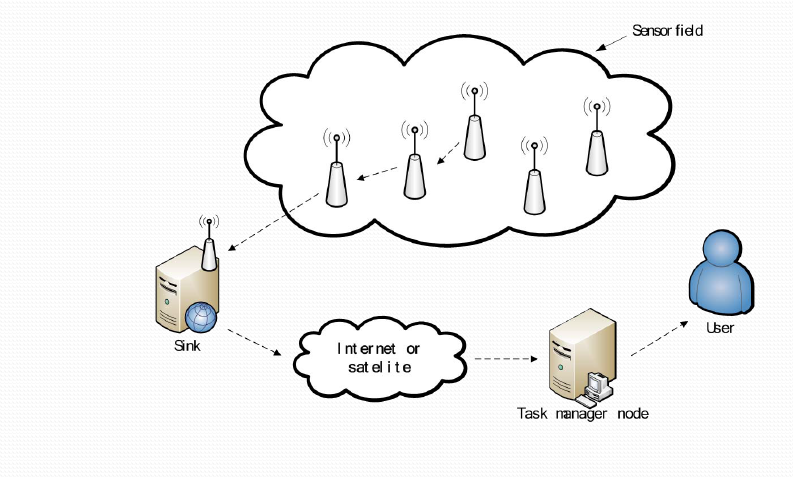 Sensor field
Sink
Internet or
satelite
Task manager node
User